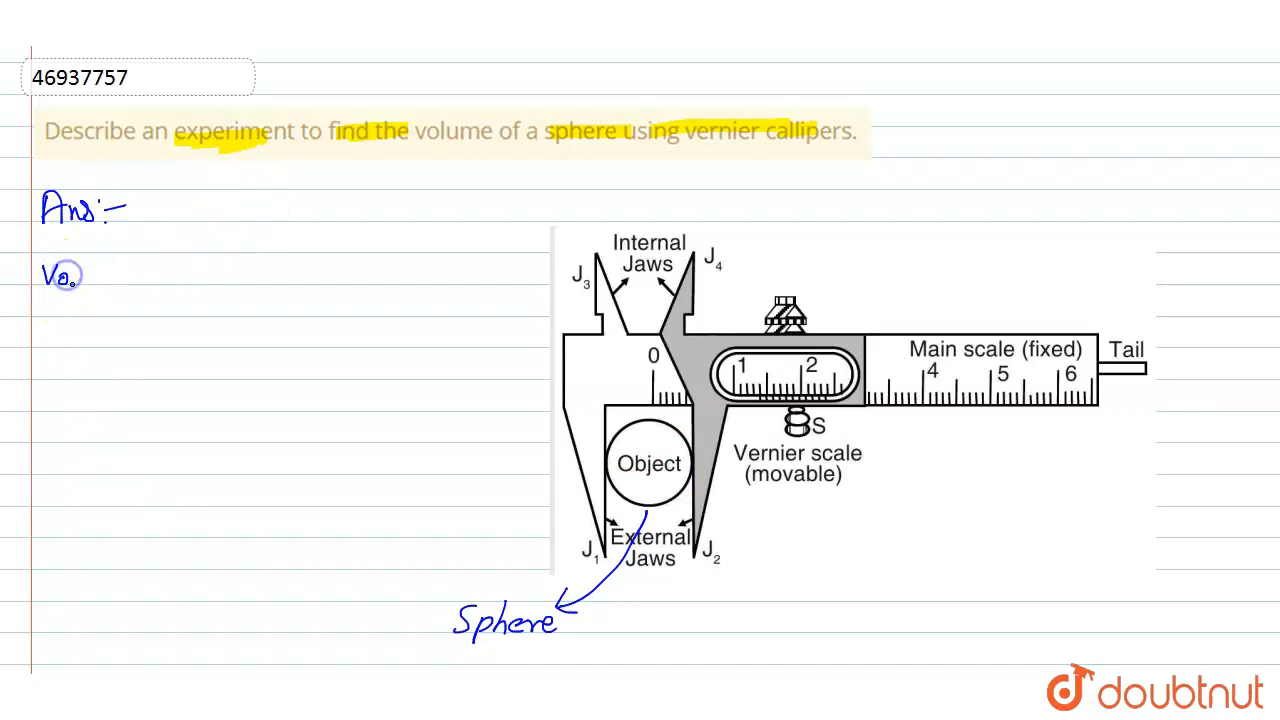 46937757
Describe an experiment to find the volume of a sphere using vernier callipers.
Ans:-
Vo
Internal
Jaws
J3
J4
0
1 2
Main scale (fixed)
4 5 6
Tail
S
Object
Vernier scale
(movable)
External
Jaws
J1
J2
Sphere
doubtnut